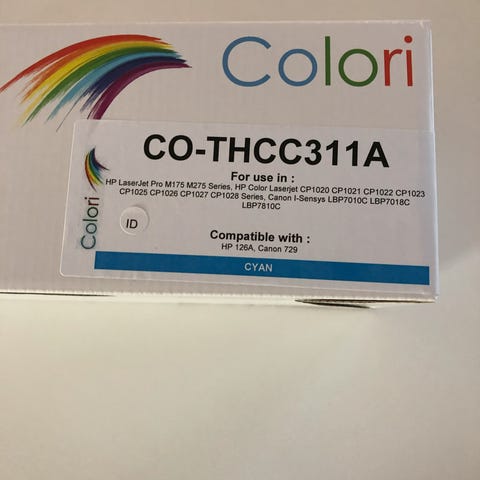 Colori
CO-THCC311A
For use in :
HP LaserJet Pro M175 M275 Series, HP Color Laserjet CP1020 CP1021 CP1022 CP1023
CP1025 CP1026 CP1027 CP1028 Series, Canon I-Sensys LBP7010C LBP7018C
LBP7810C
Colori
ID
Compatible with :
HP 126A, Canon 729
CYAN